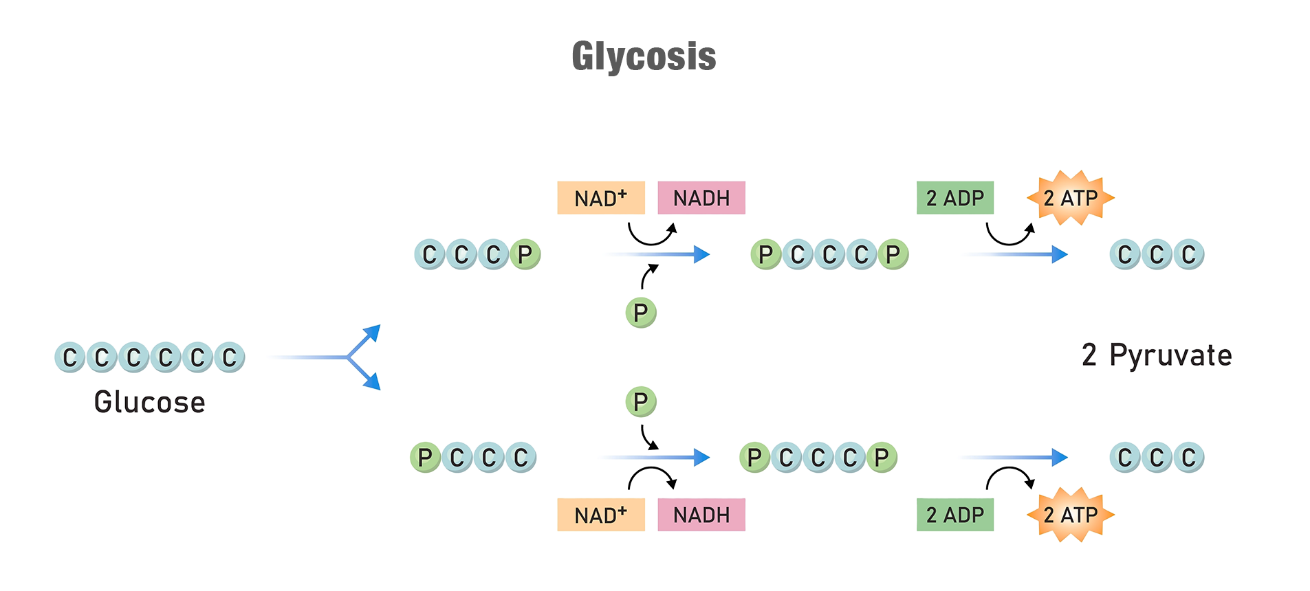 Glycosis
NAD⁺ NADH 2 ADP 2 ATP
C C C P P C C C P C C C
P
C C C C C C 2 Pyruvate
Glucose
P
P C C C P C C C P C C C
NAD⁺ NADH 2 ADP 2 ATP